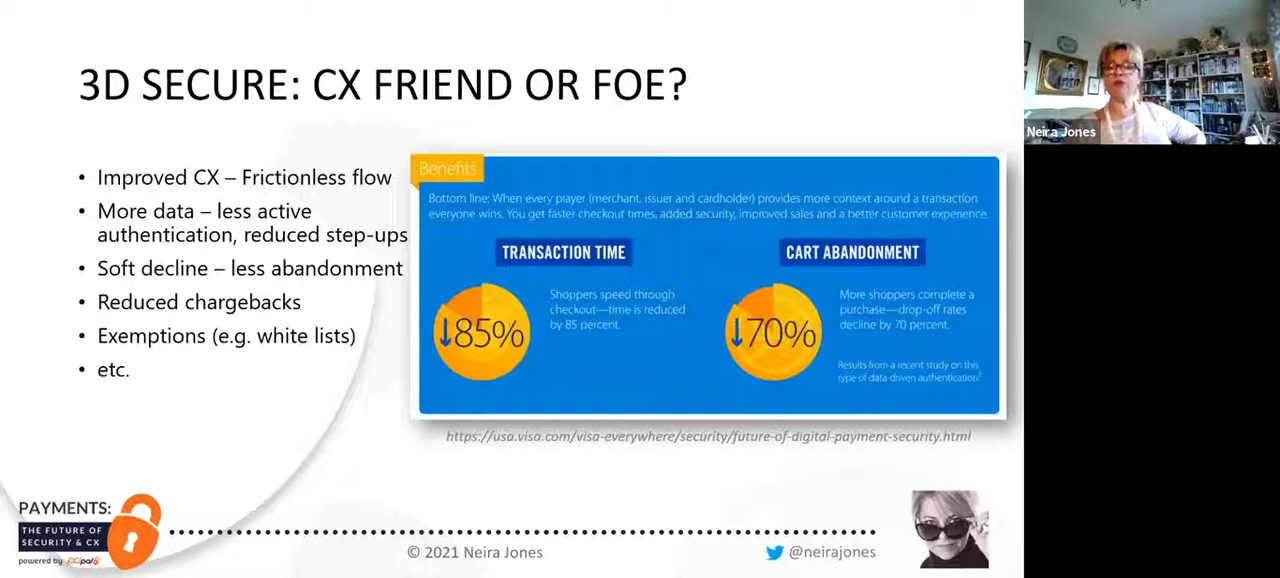 3D SECURE: CX FRIEND OR FOE?
• Improved CX – Frictionless flow
• More data – less active
authentication, reduced step-ups
• Soft decline – less abandonment
• Reduced chargebacks
• Exemptions (e.g. white lists)
• etc.
Benefits
Bottom line: When every player (merchant, issuer and cardholder) provides more context around a transaction
everyone wins. You get faster checkout times, added security, improved sales and a better customer experience.
TRANSACTION TIME
↓85%
Shoppers speed through
checkout—time is reduced
by 85 percent.
CART ABANDONMENT
↓70%
More shoppers complete a
purchase—drop-off rates
decline by 70 percent.
Results from a recent study on this
type of data-driven authentication
https://usa.visa.com/visa-everywhere/security/future-of-digital-payment-security.html
PAYMENTS:
THE FUTURE OF
SECURITY & CX
powered by pcipal
© 2021 Neira Jones
@neirajones
Neira Jones